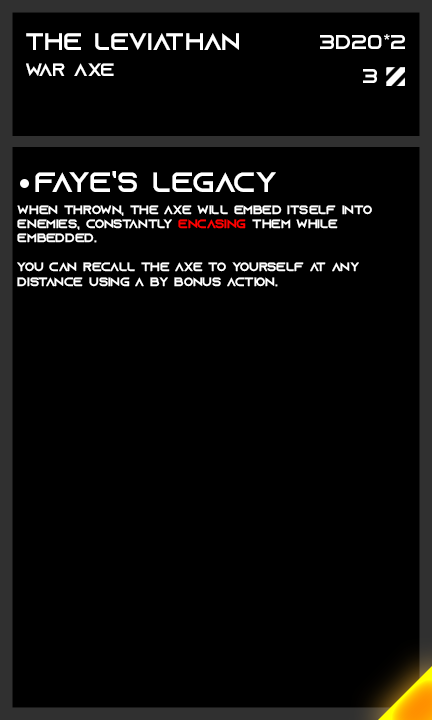 THE LEVIATHAN 3D20*2
WAR AXE 3
•FAYE'S LEGACY
WHEN THROWN, THE AXE WILL EMBED ITSELF INTO
ENEMIES, CONSTANTLY ENCASING THEM WHILE
EMBEDDED.
YOU CAN RECALL THE AXE TO YOURSELF AT ANY
DISTANCE USING A BY BONUS ACTION.